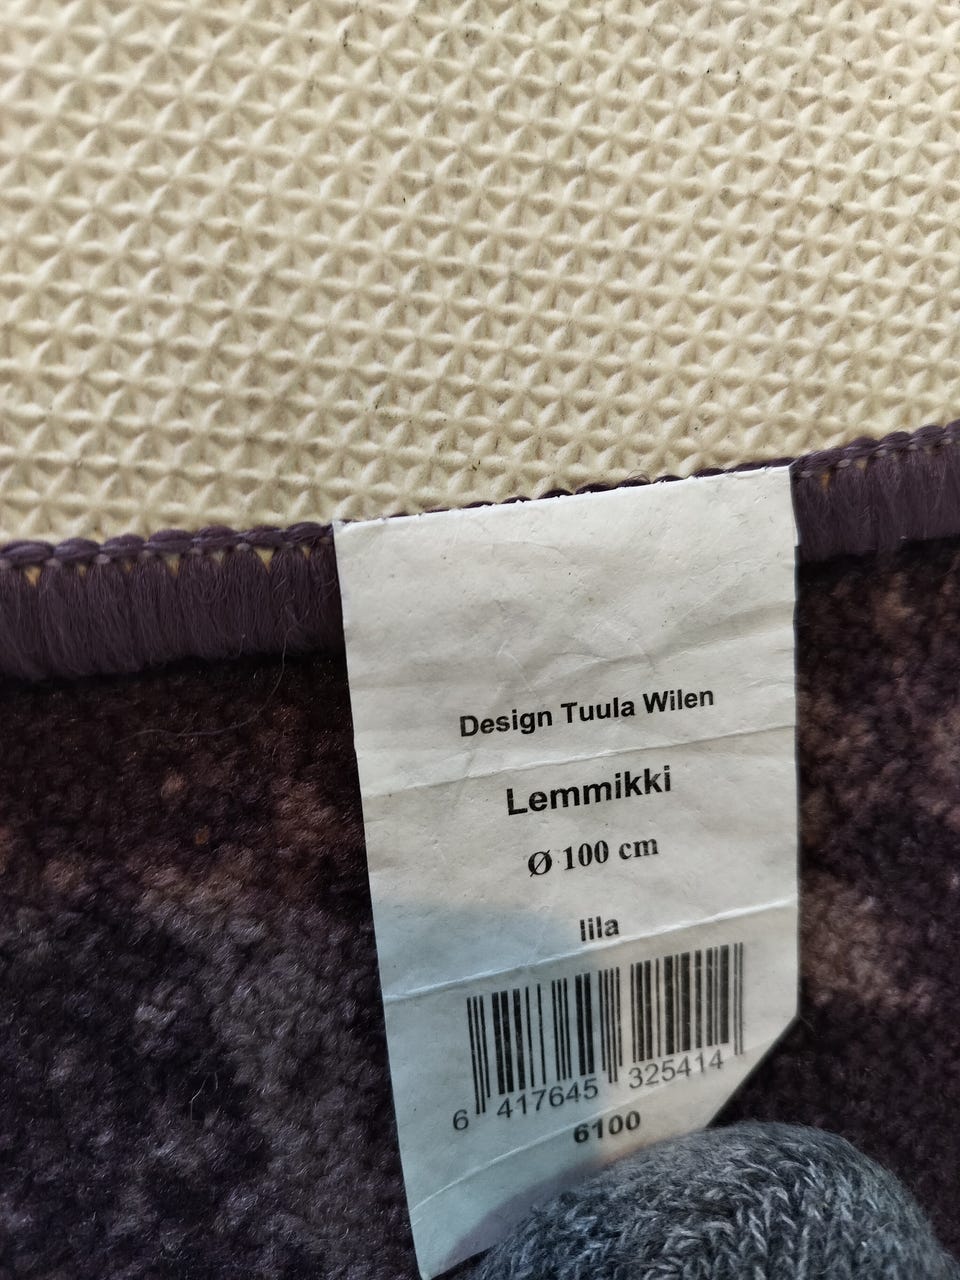 Design Tuula Wilen
Lemmikki
Ø 100 cm
lila
6 417645 325414
6100